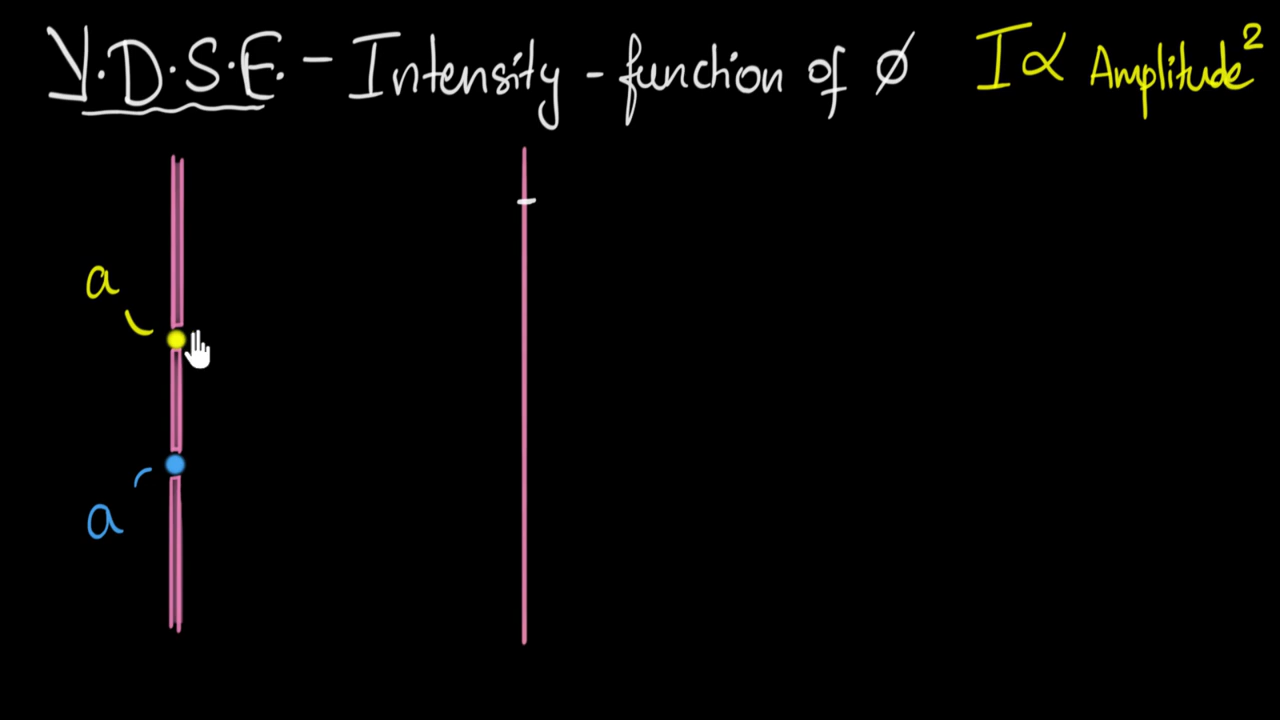 Y.D.S.E. - Intensity - function of φ I ∝ Amplitude²
a
a